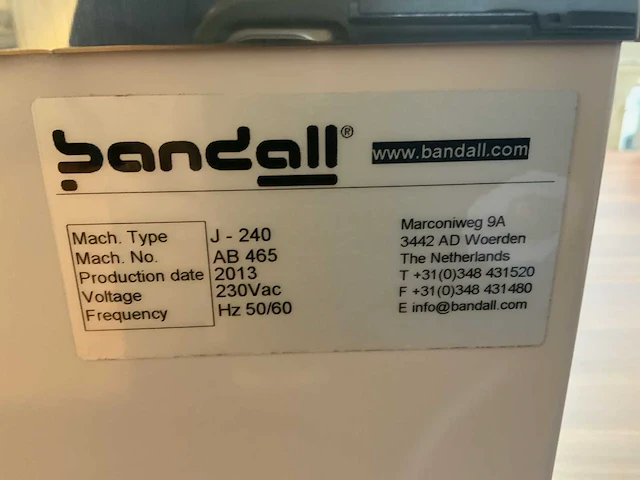 bandall®
www.bandall.com
Mach. Type J - 240
Mach. No. AB 465
Production date 2013
Voltage 230Vac
Frequency Hz 50/60
Marconiweg 9A
3442 AD Woerden
The Netherlands
T +31(0)348 431520
F +31(0)348 431480
E info@bandall.com